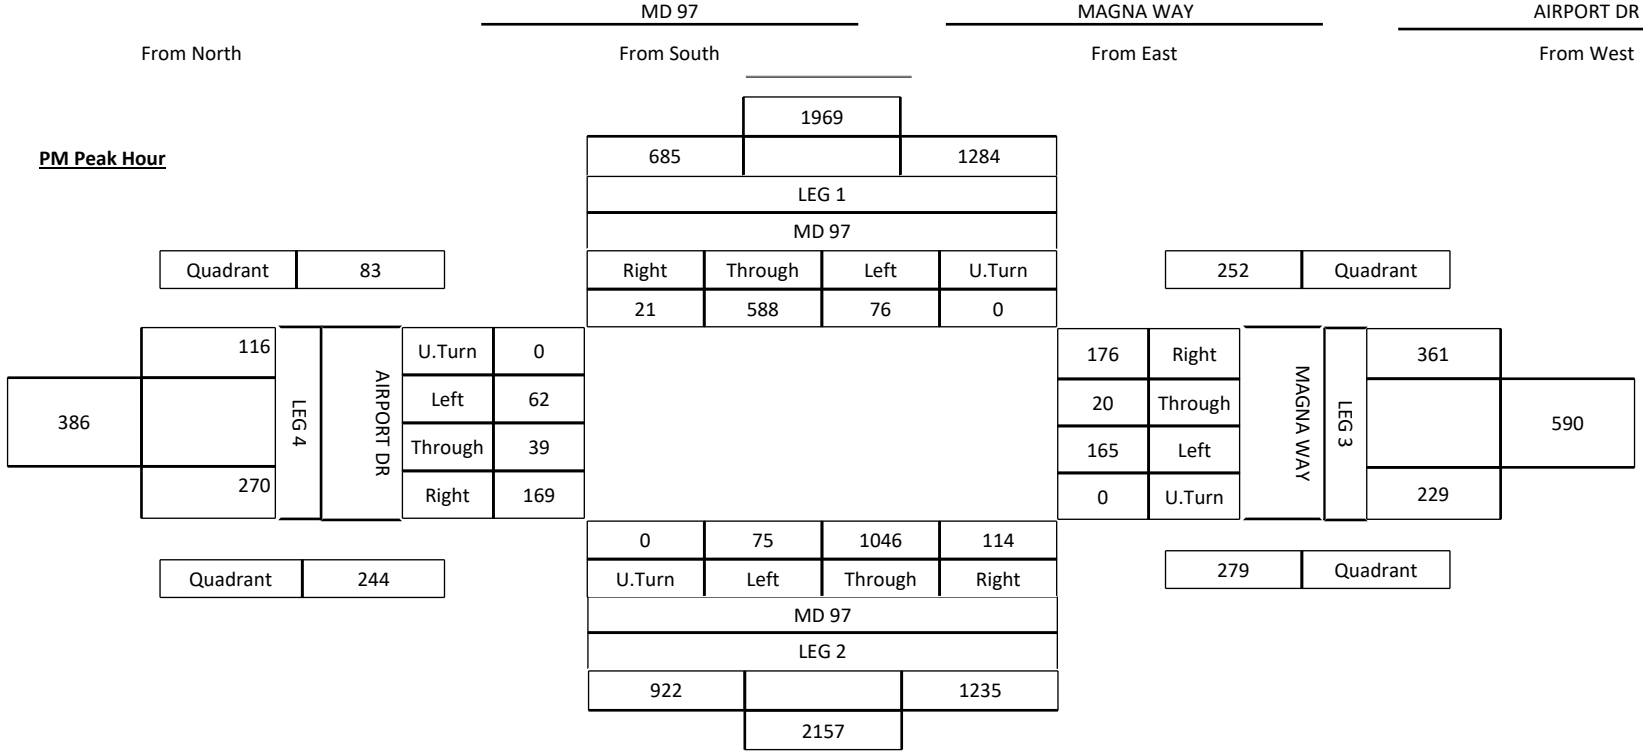 MD 97 MAGNA WAY AIRPORT DR
From North From South From East From West
1969
PM Peak Hour 685 1284
LEG 1
MD 97
Quadrant 83 Right Through Left U.Turn 252 Quadrant
21 588 76 0
116 U.Turn 0 176 Right 361
386 LEG 4 AIRPORT DR Left 62 20 Through MAGNA WAY LEG 3 590
Through 39 165 Left
270 Right 169 0 U.Turn 229
0 75 1046 114
Quadrant 244 U.Turn Left Through Right 279 Quadrant
MD 97
LEG 2
922 1235
2157